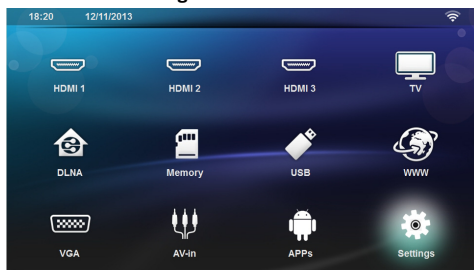 18:20 12/11/2013
HDMI 1 HDMI 2 HDMI 3 TV
DLNA Memory USB WWW
VGA AV-in APPs Settings